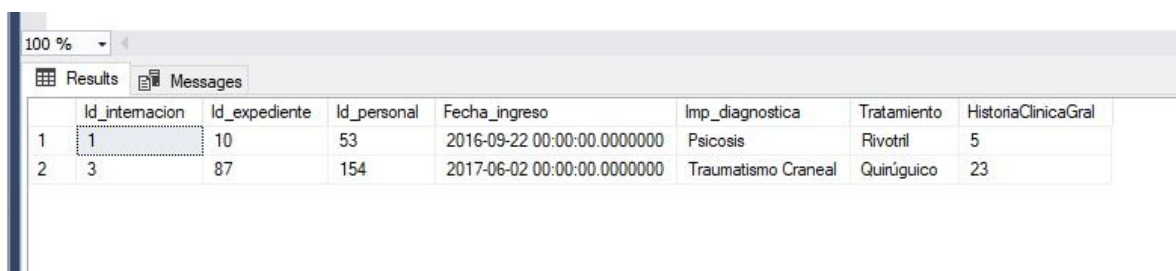 100 %
Results Messages
Id_internacion Id_expediente Id_personal Fecha_ingreso Imp_diagnostica Tratamiento HistoriaClinicaGral
1 1 10 53 2016-09-22 00:00:00.0000000 Psicosis Rivotril 5
2 3 87 154 2017-06-02 00:00:00.0000000 Traumatismo Craneal Quirúguico 23